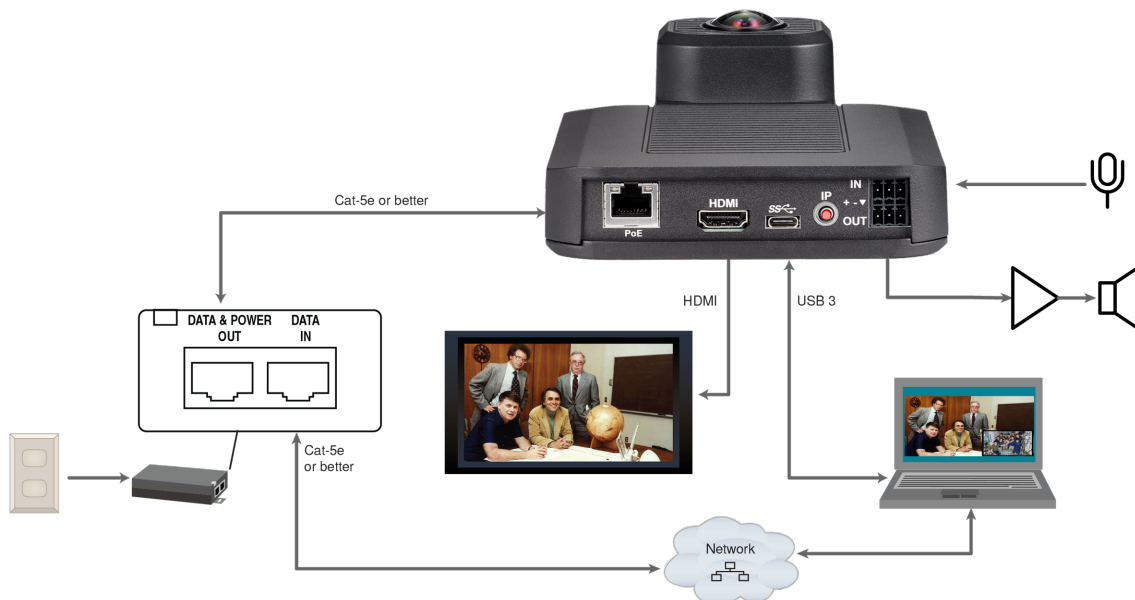 Cat-5e or better
PoE
HDMI
SS
IP
IN
+ - ▼
OUT
HDMI
USB 3
DATA & POWER
OUT
DATA
IN
Cat-5e
or better
Network